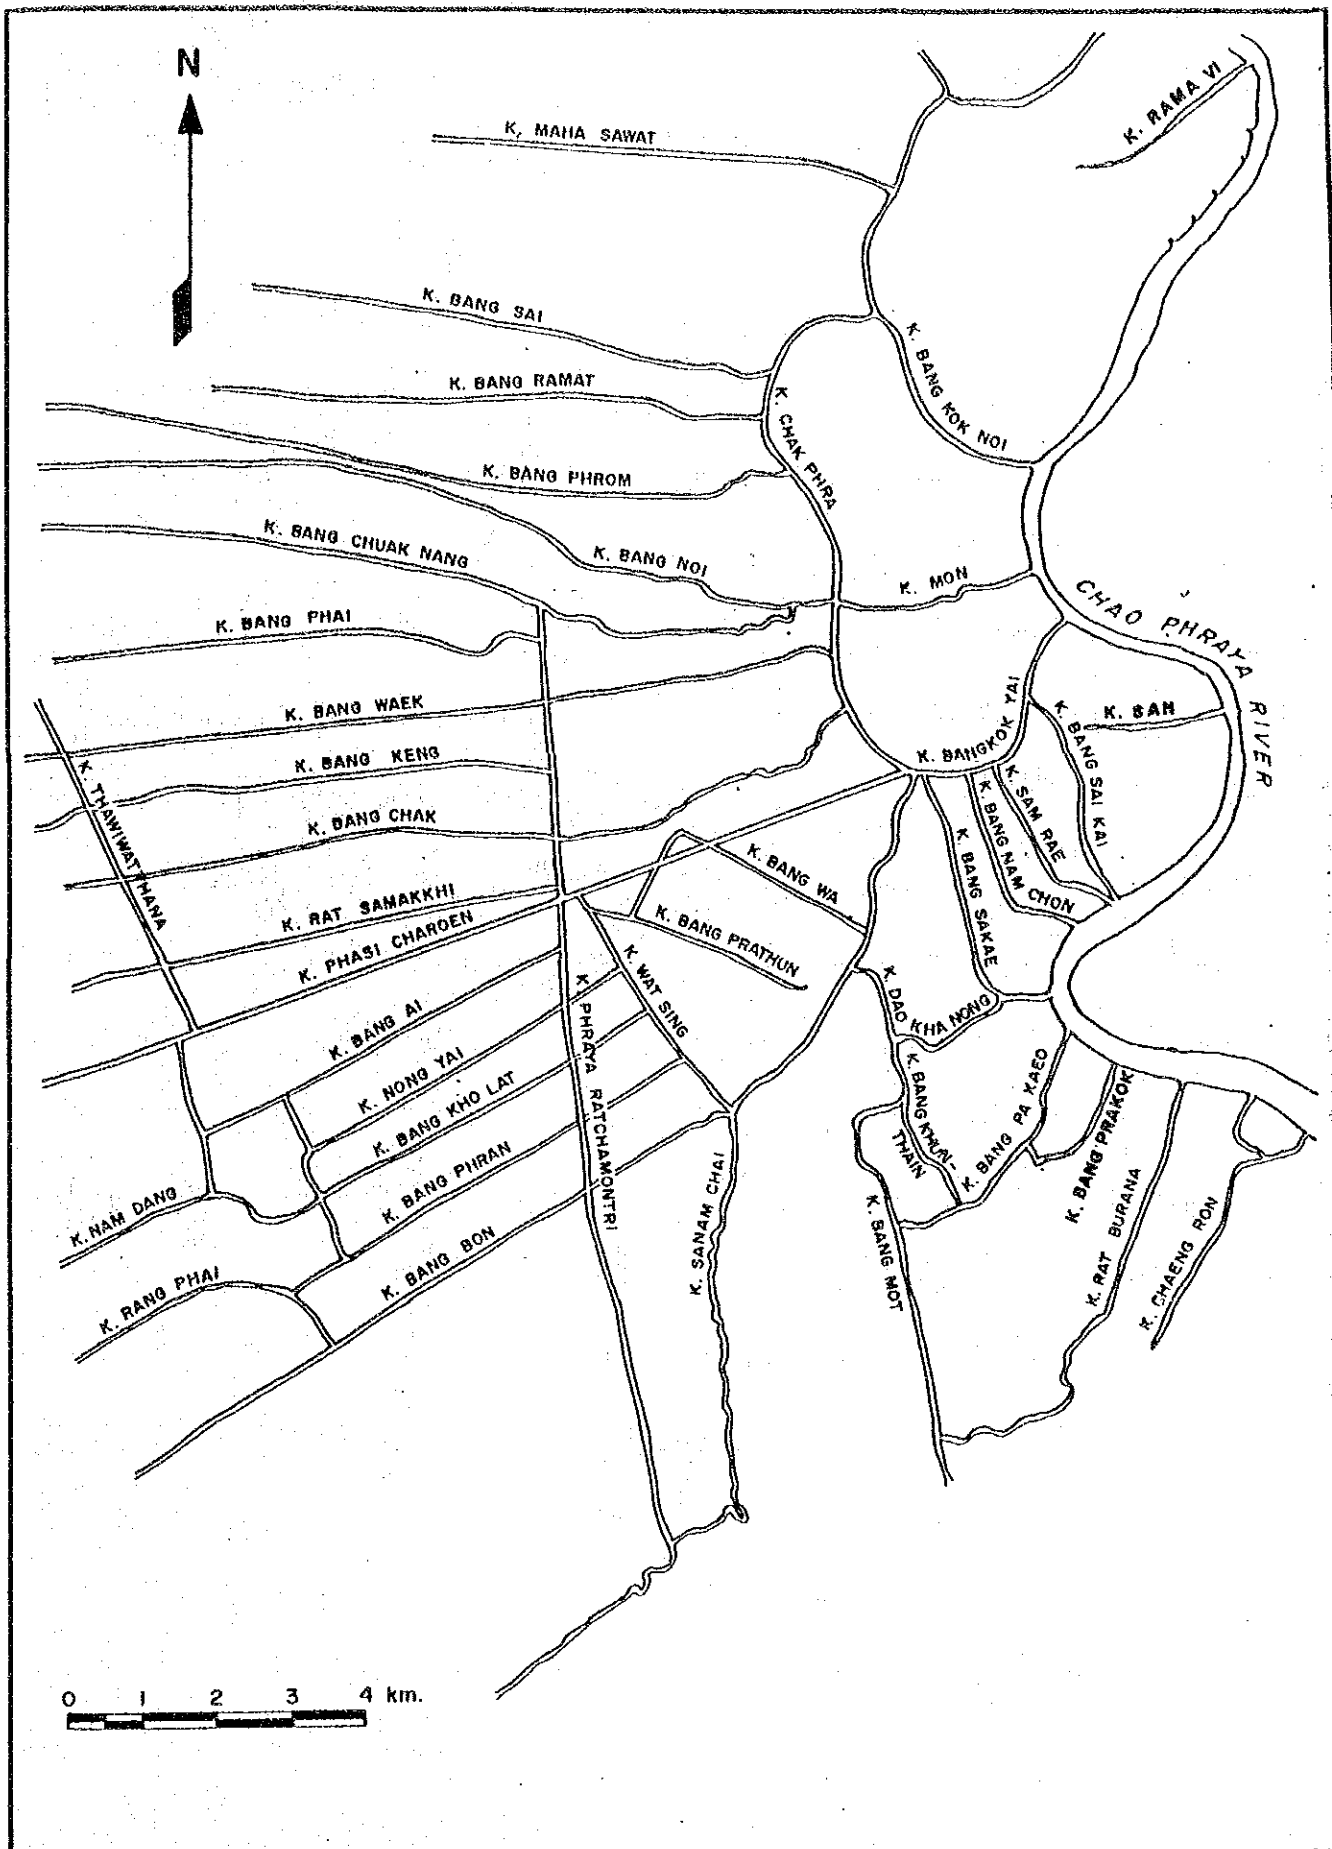 N
K. RAMA VI
K. MAHA SAWAT
K. BANG SAI
K. BANG RAMAT
K. BANG KOK NOI
K. CHAK PHRA
K. BANG PHROM
K. BANG CHUAK NANG
K. BANG NOI
K. MON
CHAO PHRAYA RIVER
K. BANG PHAI
K. BANG WAEK
K. BANGKOK YAI
K. SAN
K. BANG SAI KAI
K. BANG KENG
K. THAWIWATTHANA
K. SAM RAE
K. BANG NAM CHON
K. BANG CHAK
K. BANG SAKAE
K. BANG WA
K. RAT SAMAKKHI
K. PHASI CHAROEN
K. BANG PRATHUN
K. WAT SING
K. DAO KHA NONG
K. BANG AI
K. PHRAYA RATCHAMONTRI
K. NONG YAI
K. BANG KHO LAT
K. BANG KHUN-
THAIN
K. BANG PA KAEO
K. BANG PRAKOK
K. BANG PHRAN
K. NAM DANG
K. BANG BON
K. SANAM CHAI
K. BANG MOT
K. RAT BURANA
K. CHAENG RON
K. RANG PHAI
0 1 2 3 4 km.